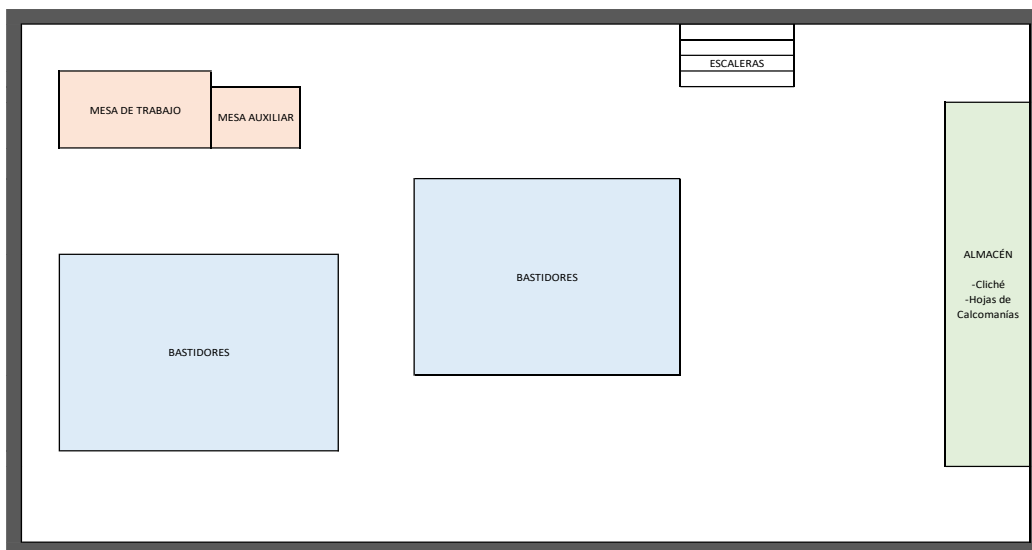 ESCALERAS
MESA DE TRABAJO
MESA AUXILIAR
BASTIDORES
BASTIDORES
ALMACÉN
-Cliché
-Hojas de
Calcomanías